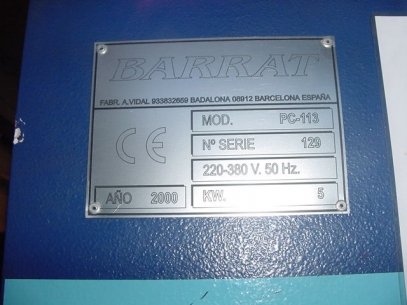 BARRAT
FABR. A.VIDAL 933832669 BADALONA 08912 BARCELONA ESPAÑA
MOD. PC-113
Nº SERIE 129
220-380 V. 50 Hz.
CE
AÑO 2000 KW. 5